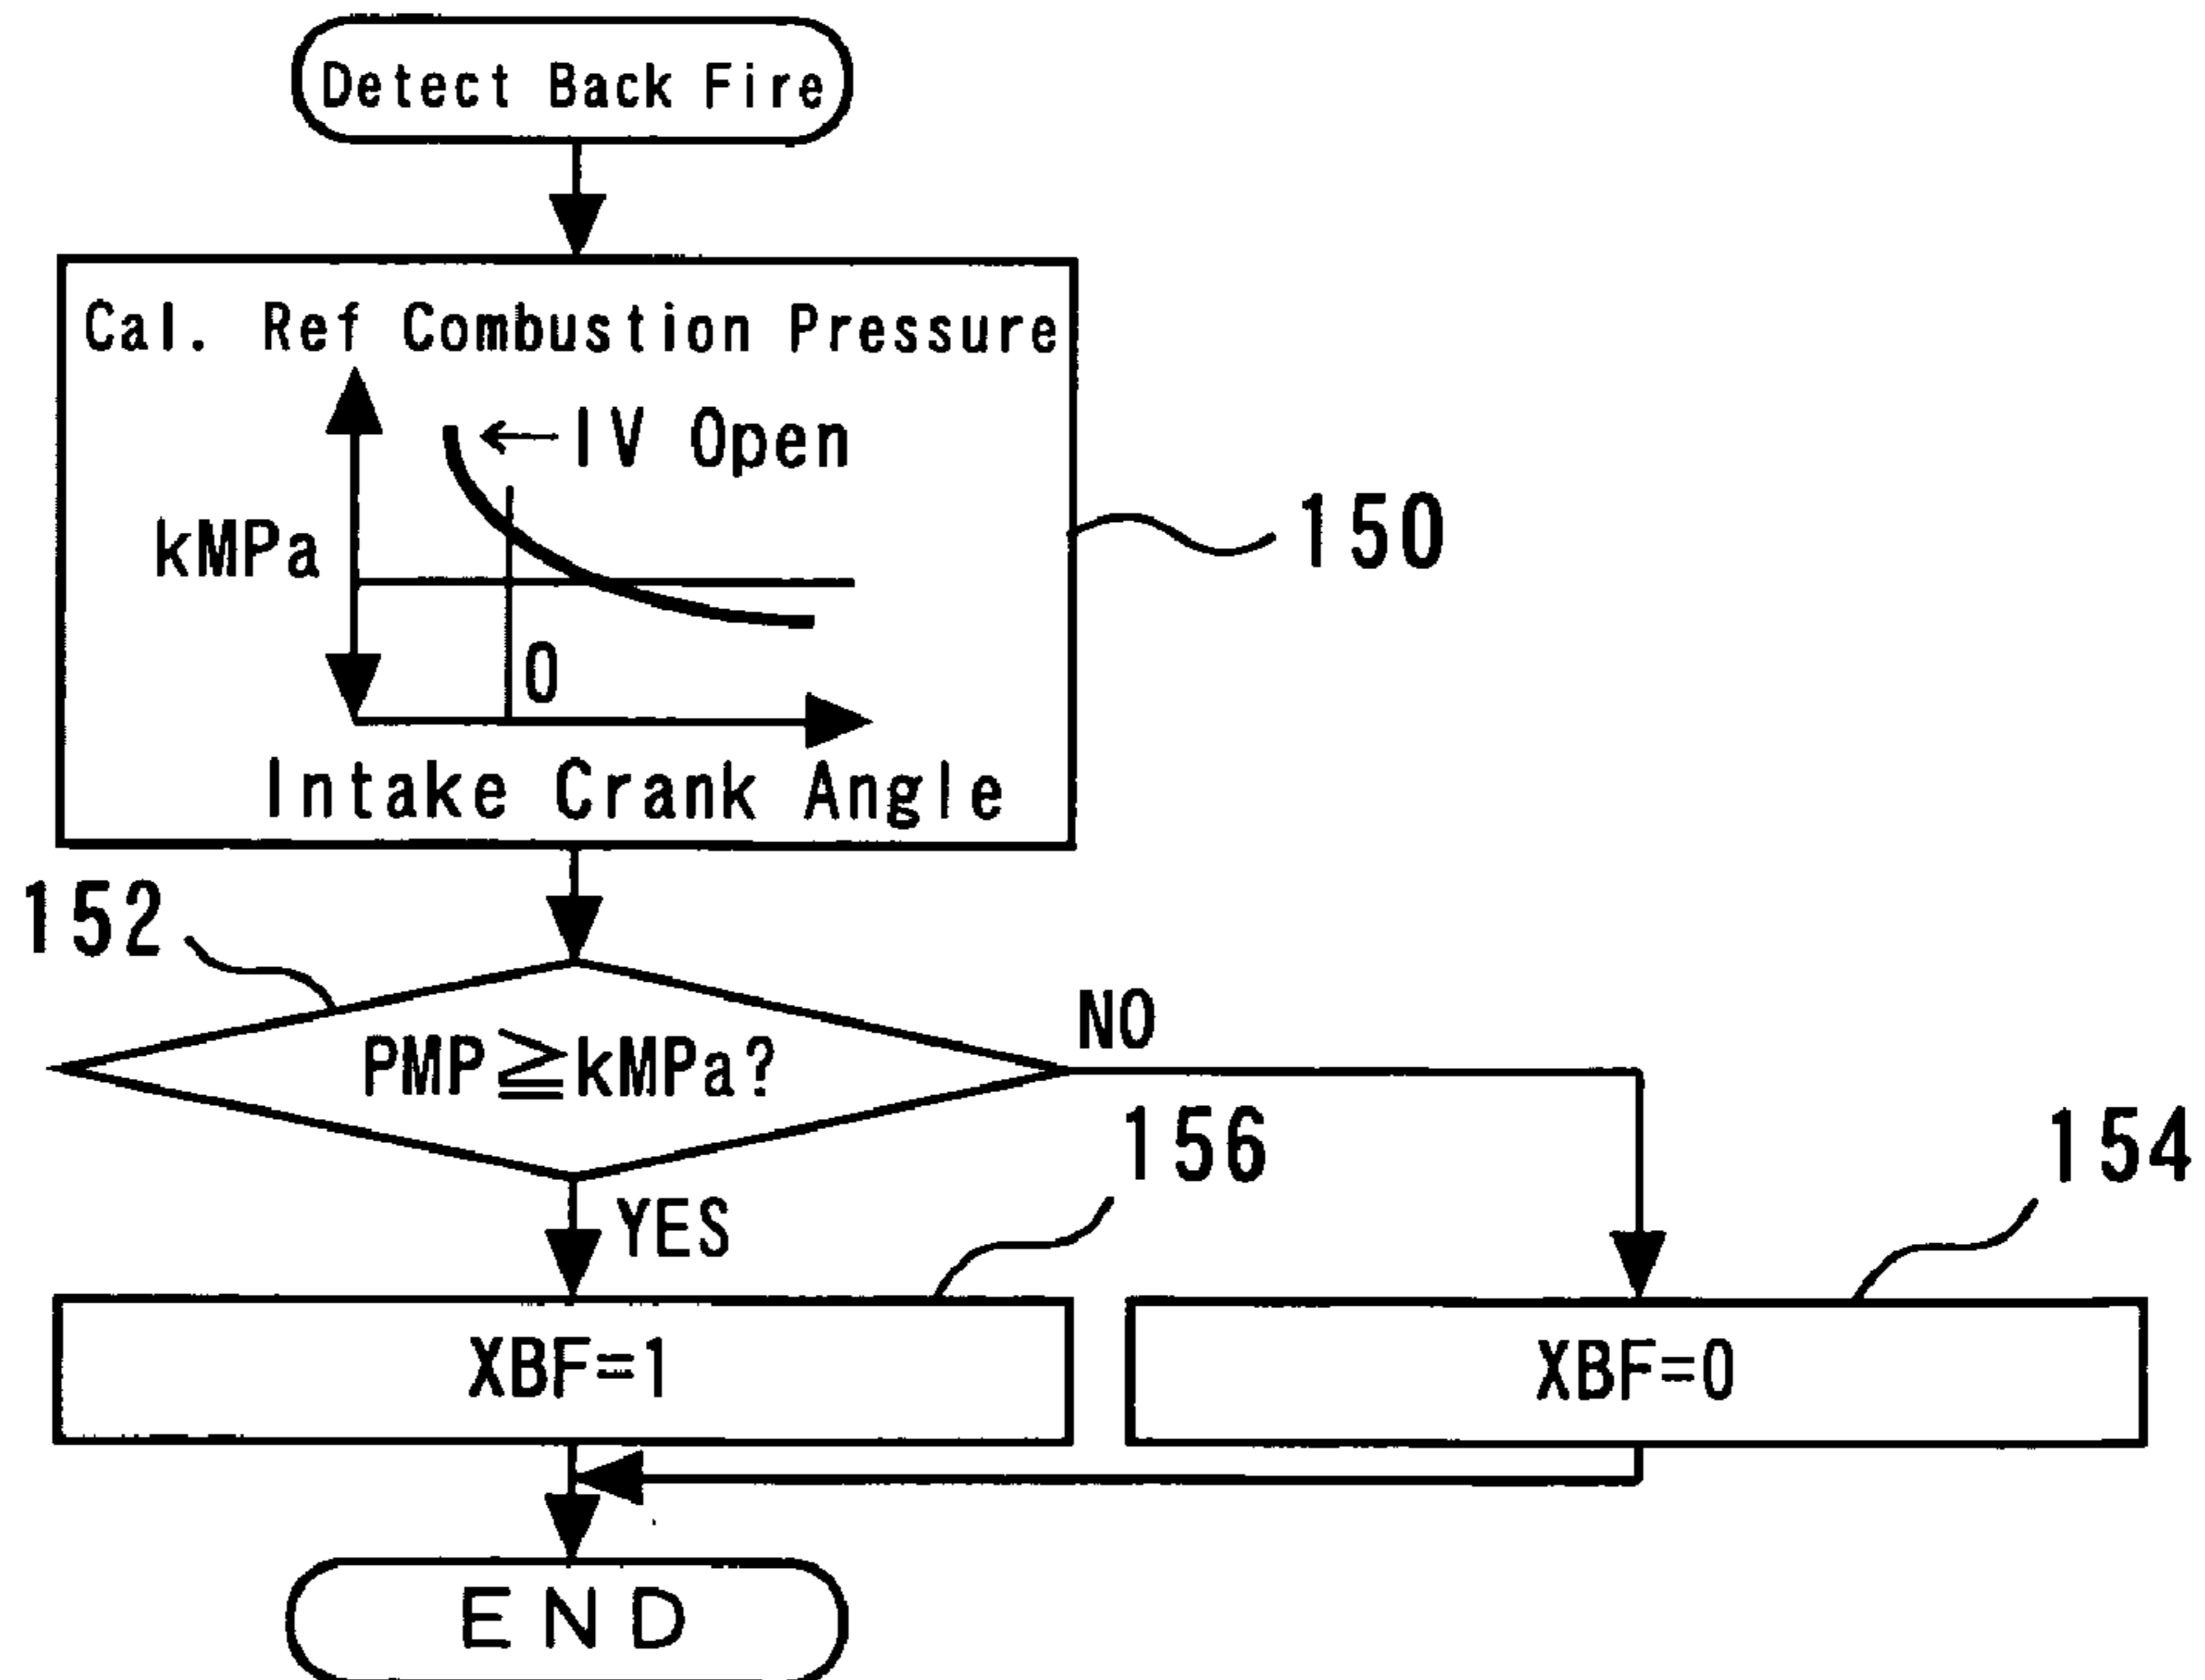 Detect Back Fire
Cal. Ref Combustion Pressure
←IV Open
kMPa
0
Intake Crank Angle
150
152
PMP≧kMPa?
NO
YES
156
154
XBF=1
XBF=0
END